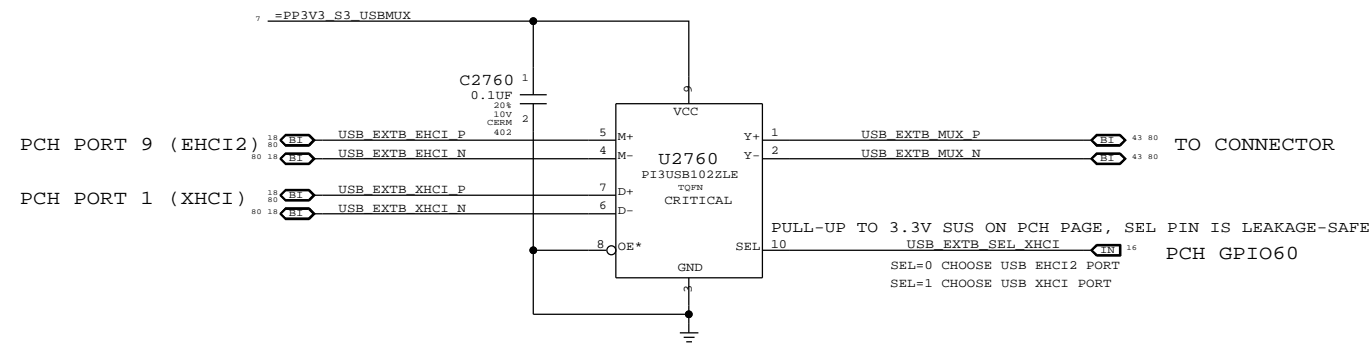 7 =PP3V3_S3_USBMUX
C2760 1
0.1UF
20%
10V
CERM 2
402
9
VCC
PCH PORT 9 (EHCI2) 18 80 BI USB_EXTB_EHCI_P 5 M+
80 18 BI USB_EXTB_EHCI_N 4 M-
PCH PORT 1 (XHCI) 18 80 BI USB_EXTB_XHCI_P 7 D+
80 18 BI USB_EXTB_XHCI_N 6 D-
8 OE*
U2760
PI3USB102ZLE
TQFN
CRITICAL
GND
3
Y+ 1 USB_EXTB_MUX_P BI 43 80
Y- 2 USB_EXTB_MUX_N BI 43 80
TO CONNECTOR
PULL-UP TO 3.3V SUS ON PCH PAGE, SEL PIN IS LEAKAGE-SAFE
SEL 10 USB_EXTB_SEL_XHCI IN 16 PCH GPIO60
SEL=0 CHOOSE USB EHCI2 PORT
SEL=1 CHOOSE USB XHCI PORT